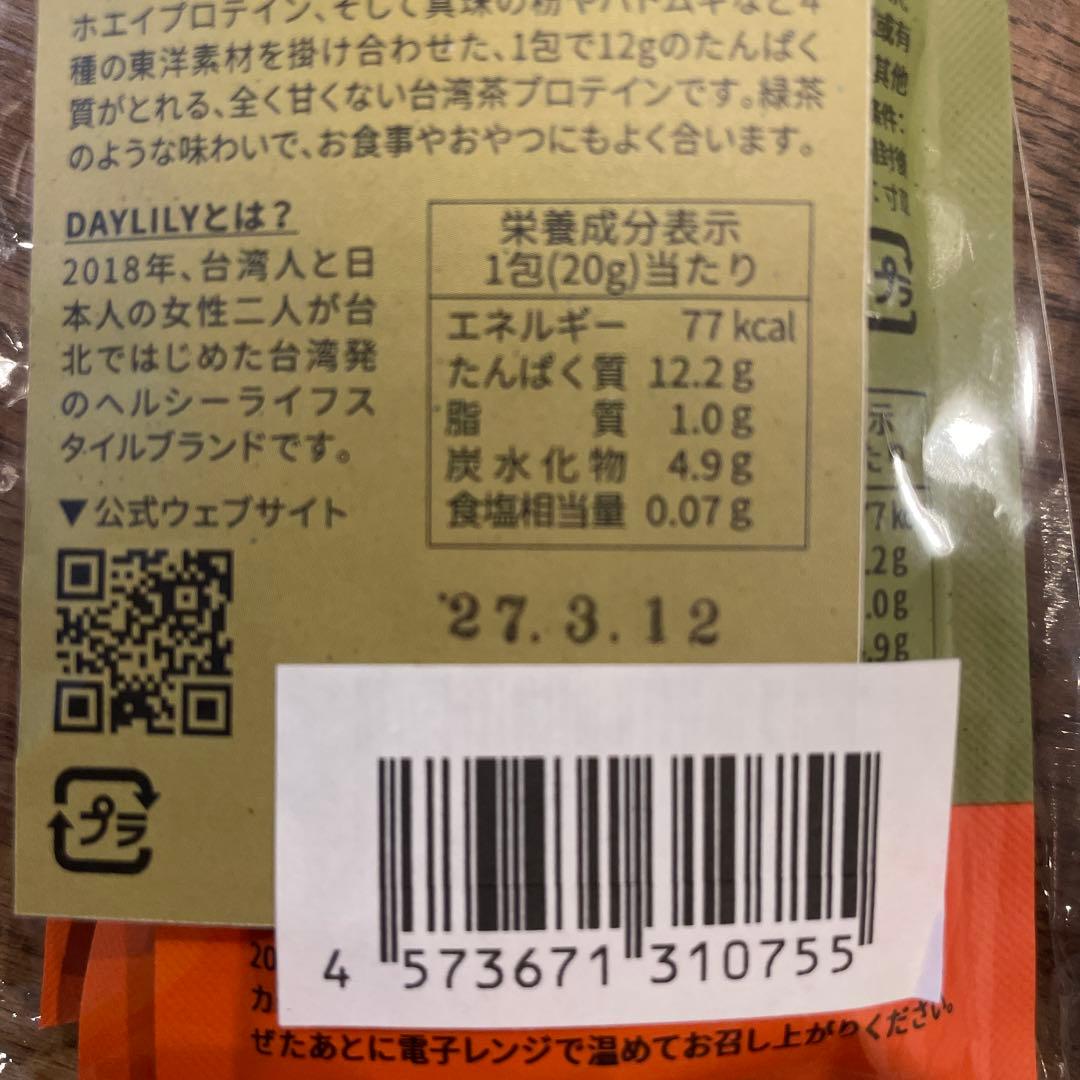 ホエイプロテイン、そして真珠の粉やハトムギなど4
種の東洋素材を掛け合わせた、1包で12gのたんぱく
質がとれる、全く甘くない台湾茶プロテインです。緑茶
のような味わいで、お食事やおやつにもよく合います。
DAYLILYとは?
2018年、台湾人と日
本人の女性二人が台
北ではじめた台湾発
のヘルシーライフス
タイルブランドです。
▼公式ウェブサイト
プラ
栄養成分表示
1包(20g)当たり
エネルギー 77 kcal
たんぱく質 12.2 g
脂質 1.0 g
炭水化物 4.9 g
食塩相当量 0.07 g
'27.3.12
4 573671 310755
或有
其他
条件:
プラ
示
.2g
.0g
.9g
20
カ
ぜたあとに電子レンジで温めてお召し上がりください。